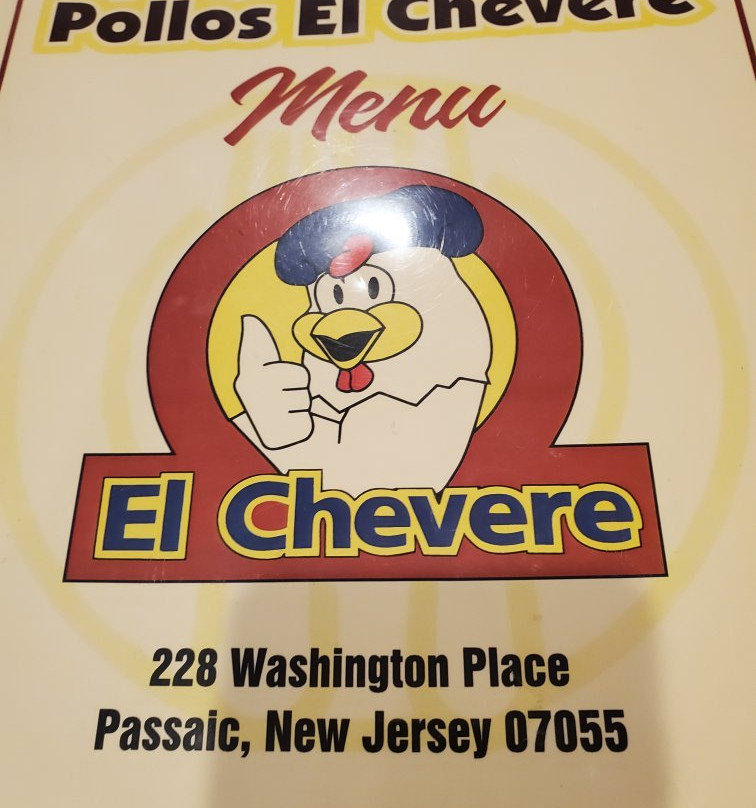 Pollos El Chevere
Menu
El Chevere
228 Washington Place
Passaic, New Jersey 07055